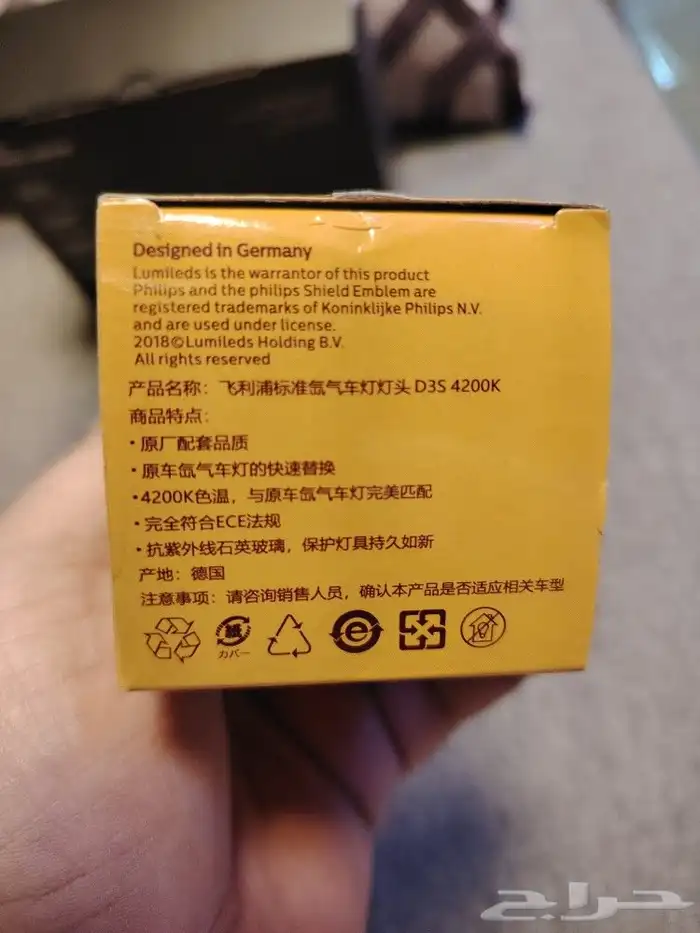 Designed in Germany
Lumileds is the warrantor of this product
Philips and the philips Shield Emblem are
registered trademarks of Koninklijke Philips N.V.
and are used under license.
2018©Lumileds Holding B.V.
All rights reserved
产品名称：飞利浦标准氙气车灯灯头 D3S 4200K
商品特点：
·原厂配套品质
·原车氙气车灯的快速替换
·4200K色温，与原车氙气车灯完美匹配
·完全符合ECE法规
·抗紫外线石英玻璃，保护灯具持久如新
产地：德国
注意事项：请咨询销售人员，确认本产品是否适应相关车型
紙
カバー
e
حراج